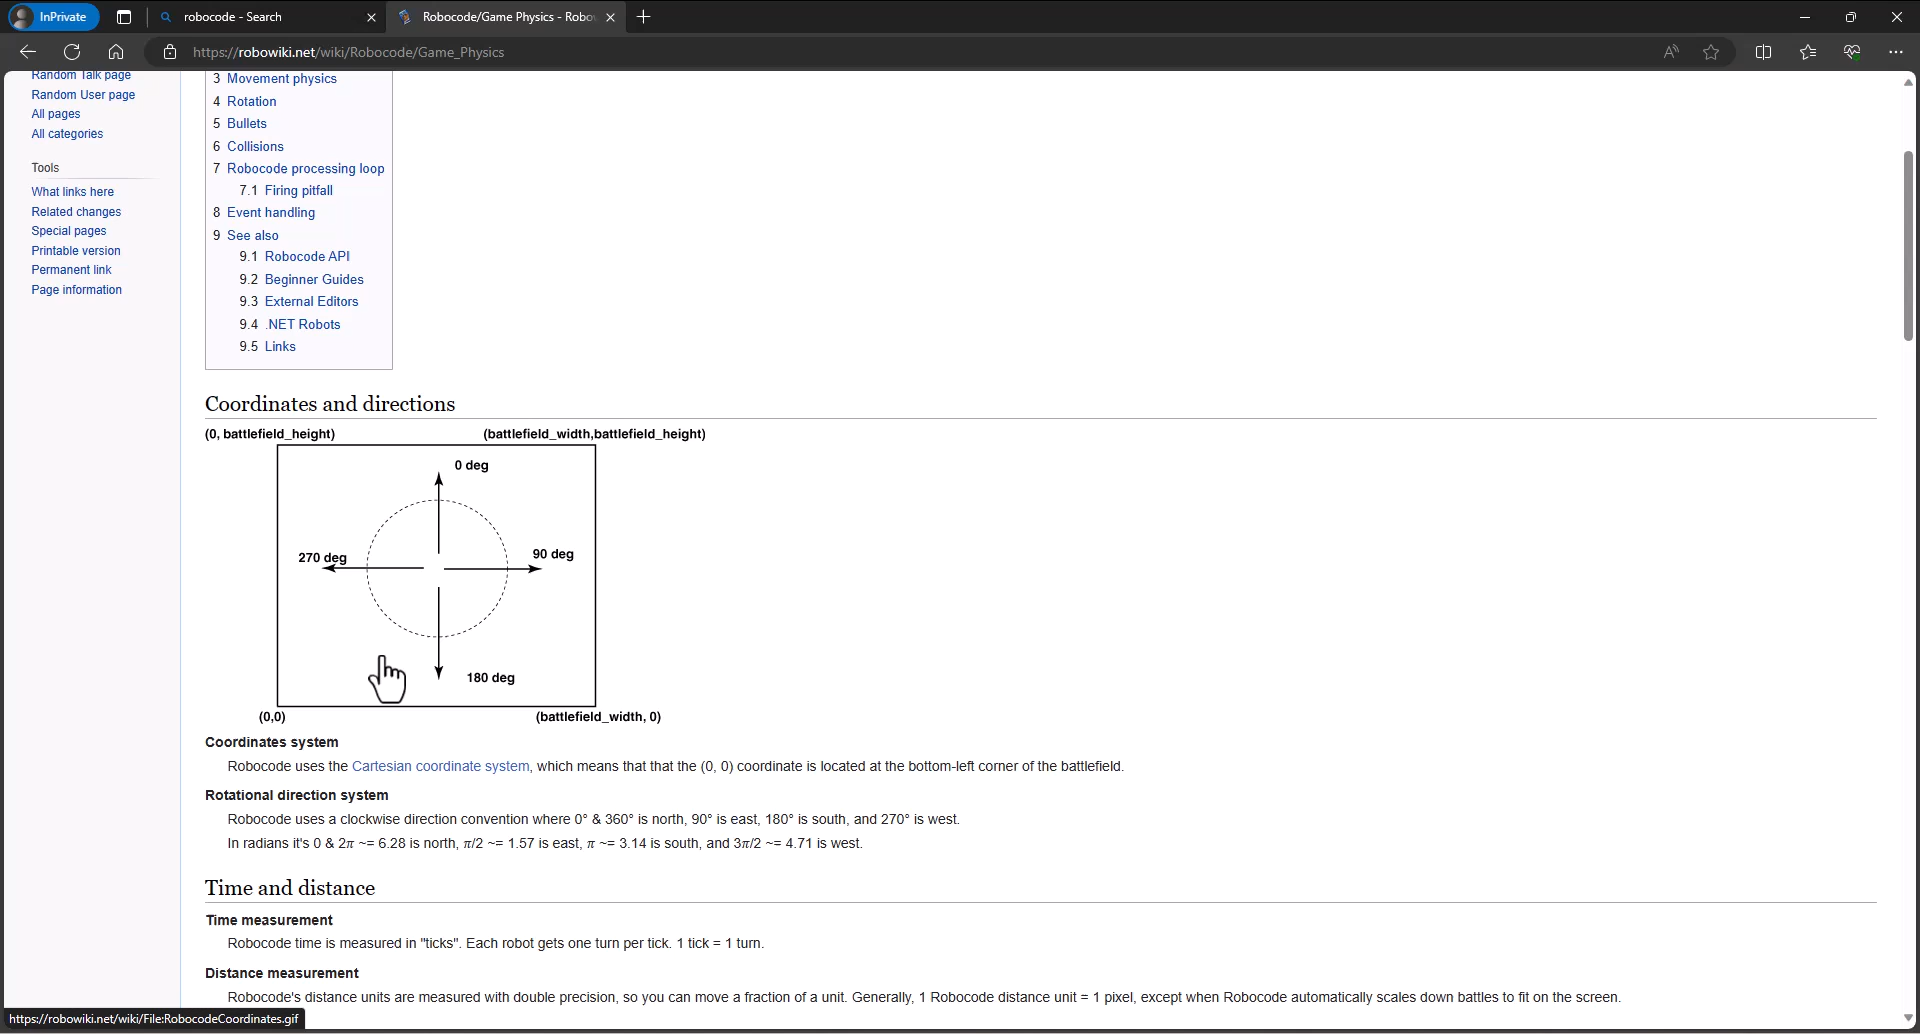 InPrivate
robocode - Search
Robocode/Game Physics - Robo
https://robowiki.net/wiki/Robocode/Game_Physics
Random Talk page
Random User page
All pages
All categories
Tools
What links here
Related changes
Special pages
Printable version
Permanent link
Page information
3 Movement physics
4 Rotation
5 Bullets
6 Collisions
7 Robocode processing loop
7.1 Firing pitfall
8 Event handling
9 See also
9.1 Robocode API
9.2 Beginner Guides
9.3 External Editors
9.4 .NET Robots
9.5 Links
Coordinates and directions
(0, battlefield_height) (battlefield_width,battlefield_height)
0 deg
270 deg 90 deg
180 deg
(0,0) (battlefield_width, 0)
Coordinates system
Robocode uses the Cartesian coordinate system, which means that that the (0, 0) coordinate is located at the bottom-left corner of the battlefield.
Rotational direction system
Robocode uses a clockwise direction convention where 0° & 360° is north, 90° is east, 180° is south, and 270° is west.
In radians it's 0 & 2π ~= 6.28 is north, π/2 ~= 1.57 is east, π ~= 3.14 is south, and 3π/2 ~= 4.71 is west.
Time and distance
Time measurement
Robocode time is measured in "ticks". Each robot gets one turn per tick. 1 tick = 1 turn.
Distance measurement
Robocode's distance units are measured with double precision, so you can move a fraction of a unit. Generally, 1 Robocode distance unit = 1 pixel, except when Robocode automatically scales down battles to fit on the screen.
https://robowiki.net/wiki/File:RobocodeCoordinates.gif